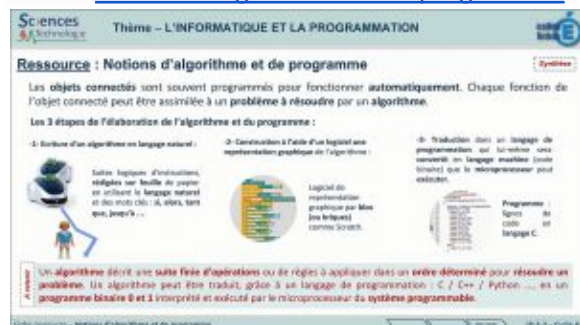 Sciences
& Technologie
Thème – L'INFORMATIQUE ET LA PROGRAMMATION
Ressource : Notions d'algorithme et de programme
Synthèse
Les objets connectés sont souvent programmés pour fonctionner automatiquement. Chaque fonction de
l'objet connecté peut être assimilée à un problème à résoudre par un algorithme.
Les 3 étapes de l'élaboration de l'algorithme et du programme :
-1- Ecriture d'un algorithme en langage naturel :
Suites logiques d'instructions,
rédigées sur feuille de papier
en utilisant le langage naturel
et des mots clés : si, alors, tant
que, jusqu'à ...
-2- Construction à l'aide d'un logiciel une
représentation graphique de l'algorithme :
Logiciel de
représentation
graphique par bloc
(ou briques)
comme Scratch.
-3- Traduction dans un langage de
programmation qui lui-même sera
converti en langage machine (code
binaire) que le microprocesseur peut
exécuter.
Programme :
lignes de
code en
langage C.
A retenir
Un algorithme décrit une suite finie d'opérations ou de règles à appliquer dans un ordre déterminé pour résoudre un
problème. Un algorithme peut être traduit, grâce à un langage de programmation : C / C++ / Python ..., en un
programme binaire 0 et 1 interprété et exécuté par le microprocesseur du système programmable.